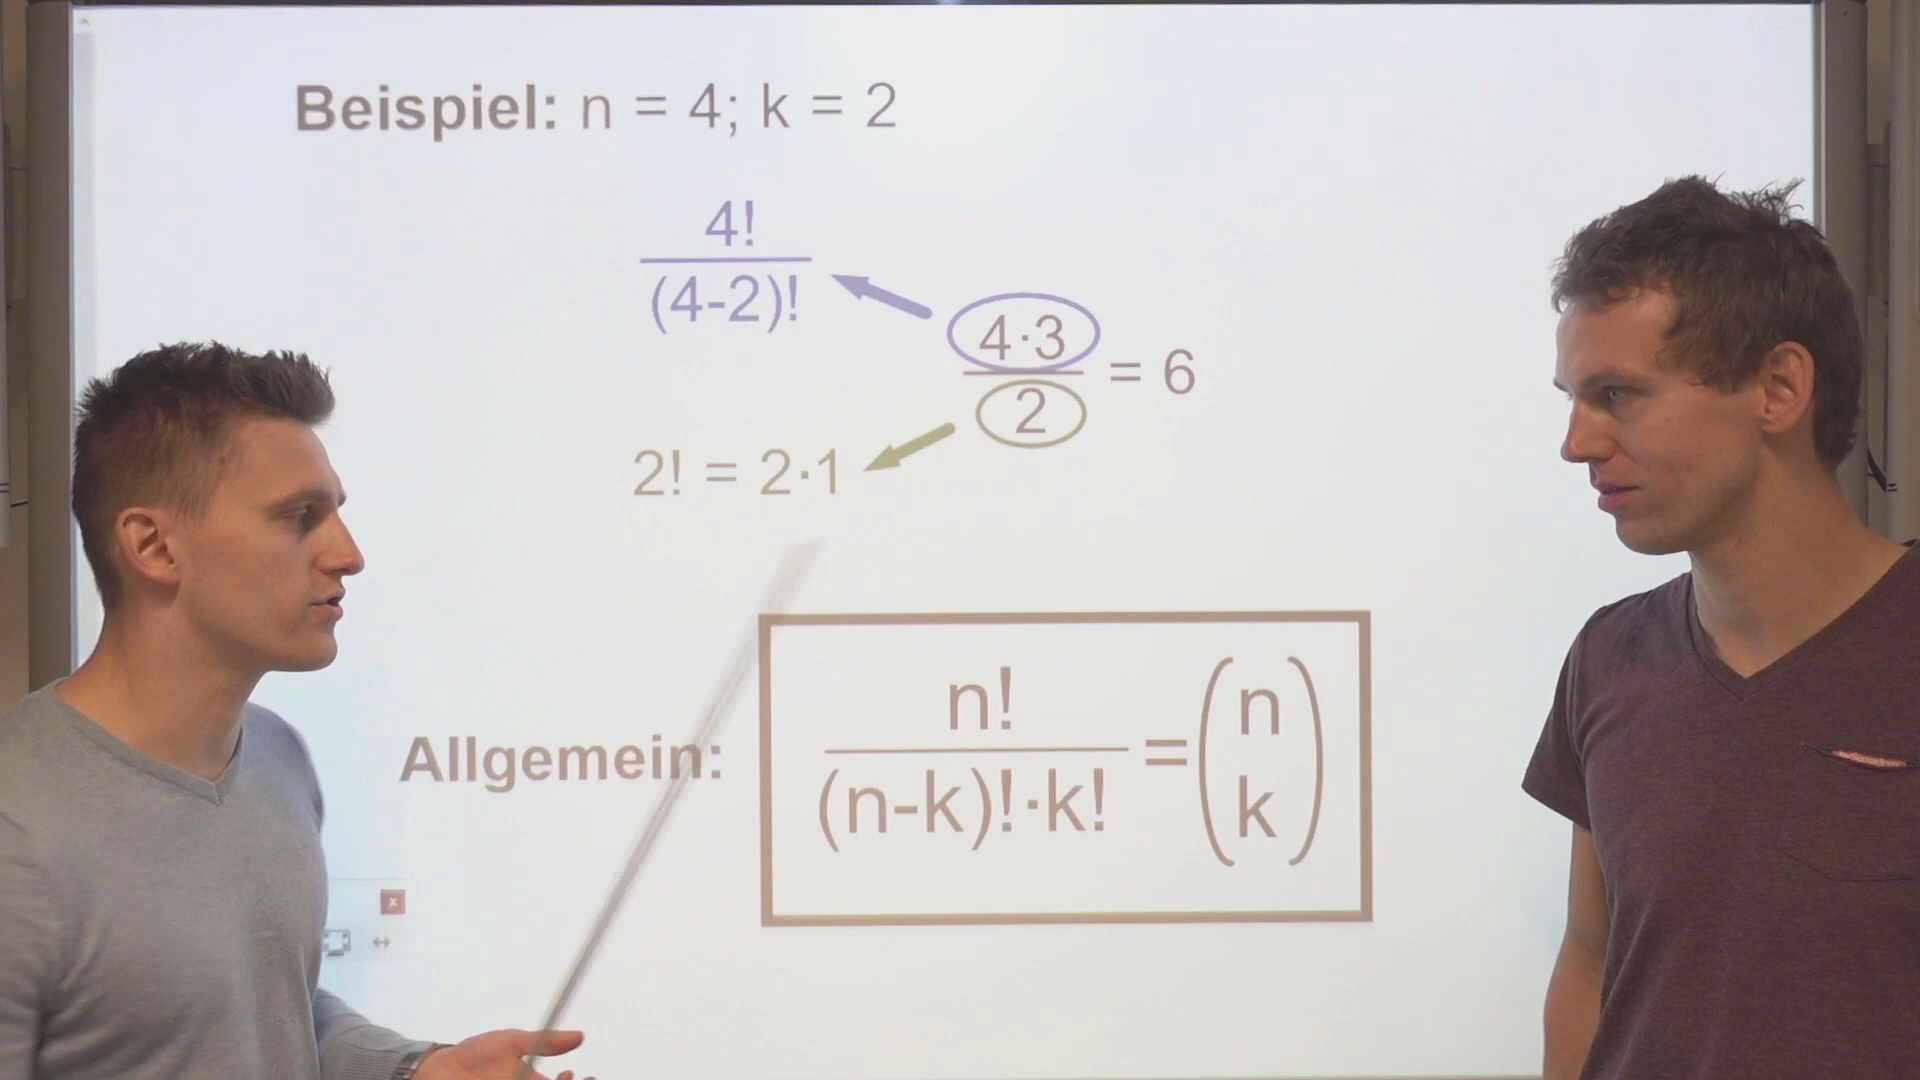 Beispiel: n = 4; k = 2
4!
(4-2)!
4·3
2
= 6
2! = 2·1
Allgemein:
n!
(n-k)!·k!
=
(n
k)
x